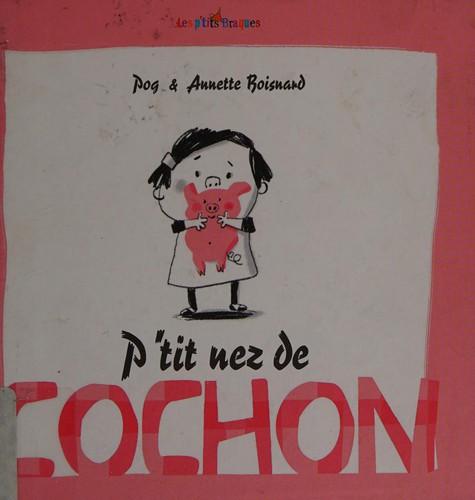 Les p'tits Braques
Pog & Annette Boisnard
P'tit nez de
COCHON